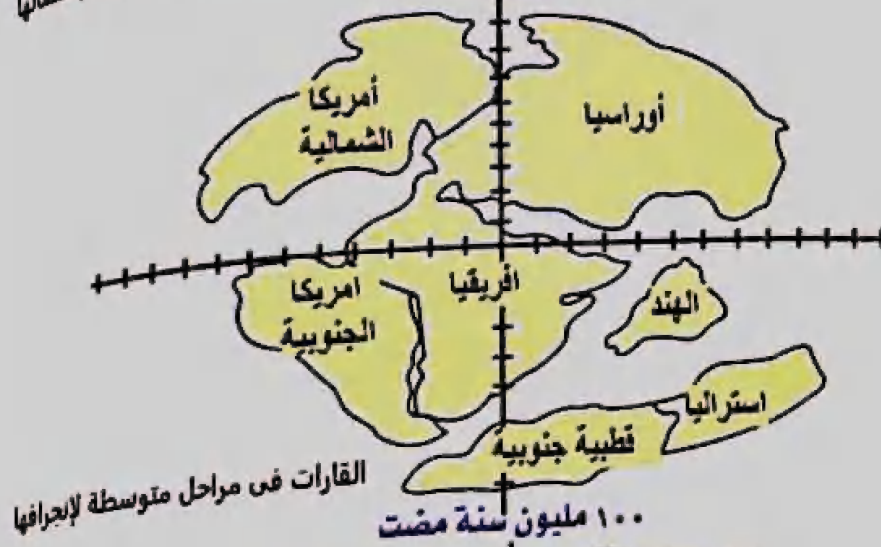 أمريكا
الشمالية
أوراسيا
امريكا
الجنوبية
افريقيا
الهند
استراليا
قطبية جنوبية
القارات فى مراحل متوسطة لإنجرافها
١٠٠ مليون سنة مضت